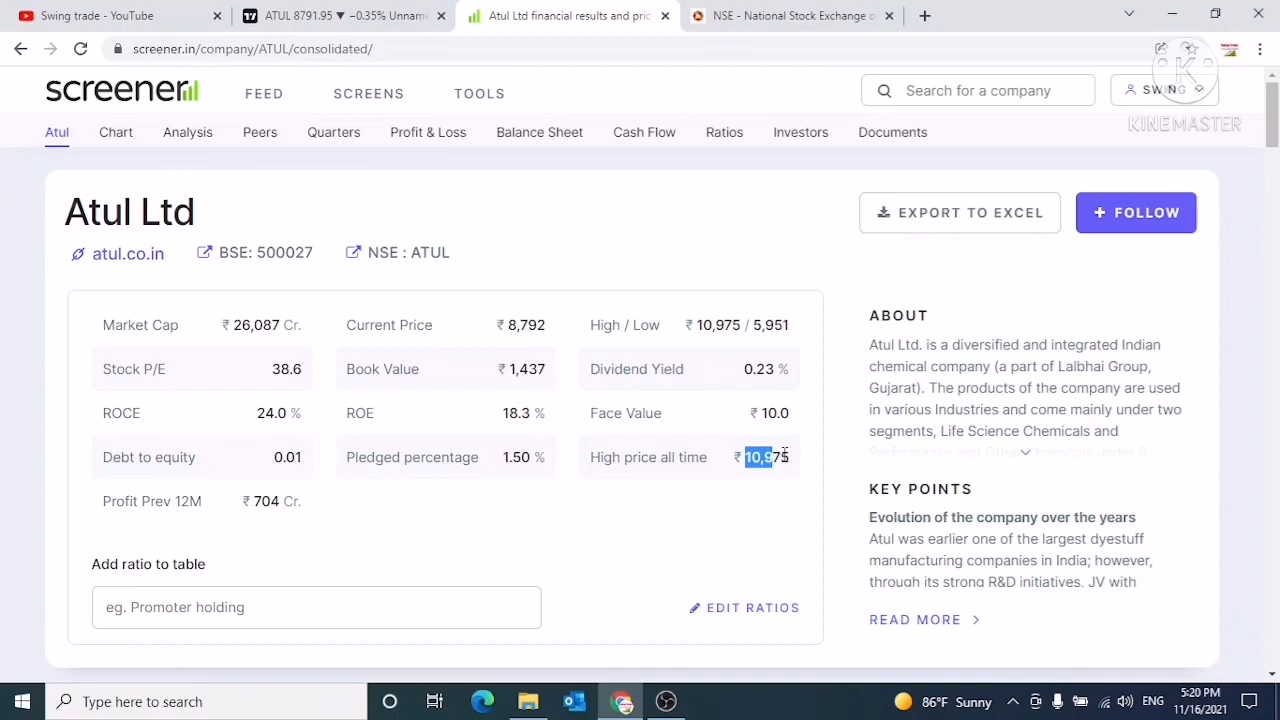 Swing trade - YouTube
ATUL 8791.95 ▼ −0.35% Unname
Atul Ltd financial results and pric
NSE - National Stock Exchange o
screener.in/company/ATUL/consolidated/
screener
FEED
SCREENS
TOOLS
Search for a company
SWING
KINEMASTER
Atul
Chart
Analysis
Peers
Quarters
Profit & Loss
Balance Sheet
Cash Flow
Ratios
Investors
Documents
Atul Ltd
EXPORT TO EXCEL
+ FOLLOW
atul.co.in
BSE: 500027
NSE : ATUL
Market Cap ₹ 26,087 Cr.
Current Price ₹ 8,792
High / Low ₹ 10,975 / 5,951
Stock P/E 38.6
Book Value ₹ 1,437
Dividend Yield 0.23 %
ROCE 24.0 %
ROE 18.3 %
Face Value ₹ 10.0
Debt to equity 0.01
Pledged percentage 1.50 %
High price all time ₹ 10,975
Profit Prev 12M ₹ 704 Cr.
Add ratio to table
eg. Promoter holding
EDIT RATIOS
ABOUT
Atul Ltd. is a diversified and integrated Indian
chemical company (a part of Lalbhai Group,
Gujarat). The products of the company are used
in various Industries and come mainly under two
segments, Life Science Chemicals and
Performance and Other Chemicals under
KEY POINTS
Evolution of the company over the years
Atul was earlier one of the largest dyestuff
manufacturing companies in India; however,
through its strong R&D initiatives, JV with
READ MORE
Type here to search
86°F Sunny
ENG
5:20 PM
11/16/2021